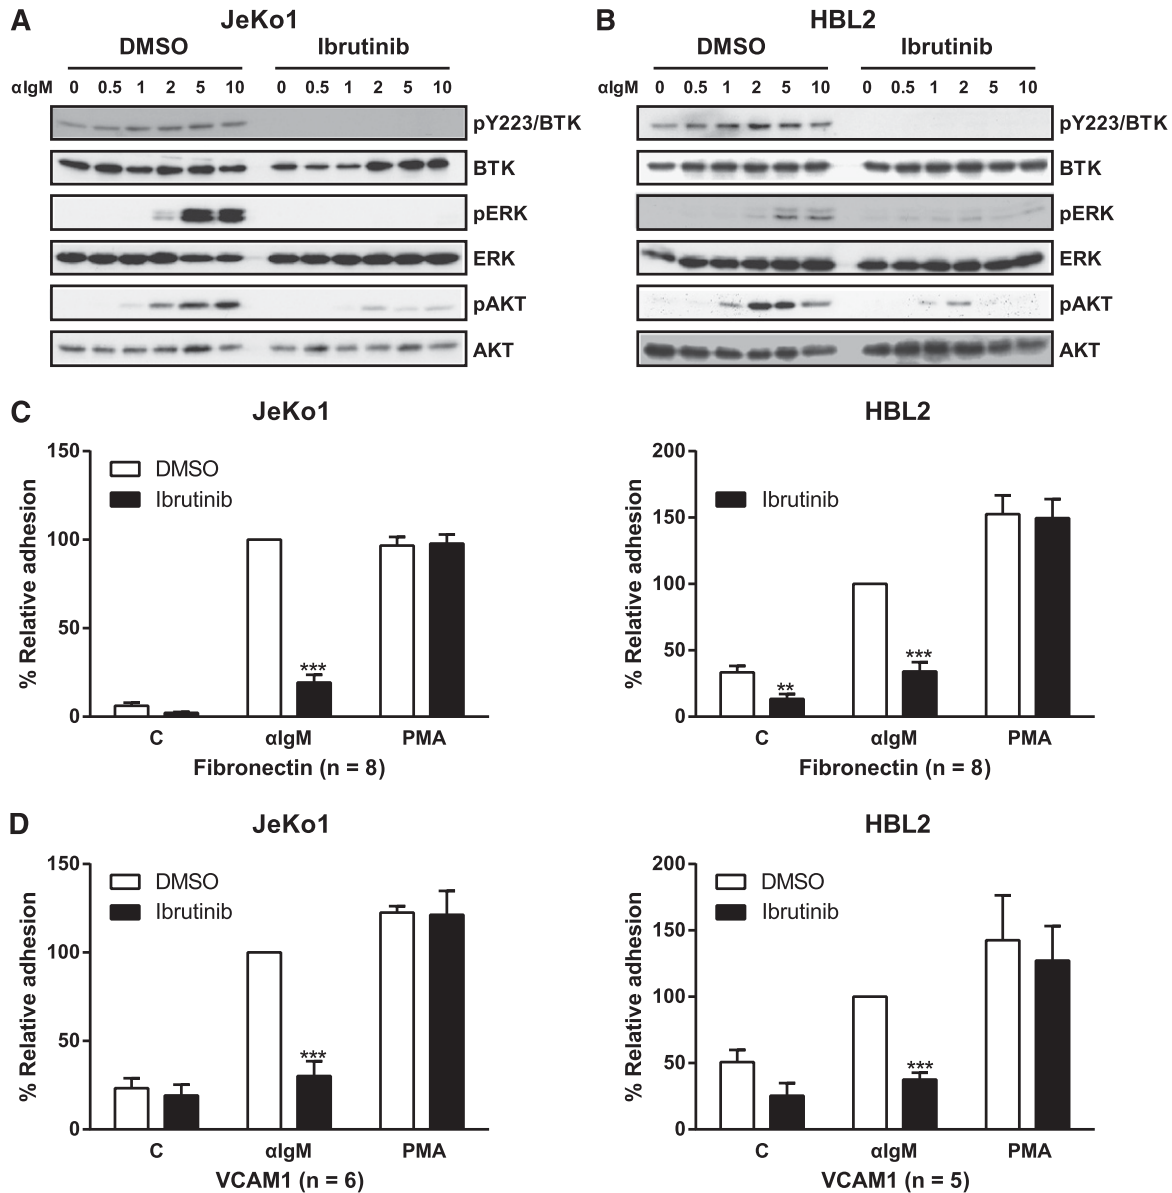 A
JeKo1
DMSO Ibrutinib
αIgM 0 0.5 1 2 5 10 0 0.5 1 2 5 10
pY223/BTK
BTK
pERK
ERK
pAKT
AKT
B
HBL2
DMSO Ibrutinib
αIgM 0 0.5 1 2 5 10 0 0.5 1 2 5 10
pY223/BTK
BTK
pERK
ERK
pAKT
AKT
C
JeKo1
% Relative adhesion
150
100
50
0
DMSO
Ibrutinib
***
C αIgM PMA
Fibronectin (n = 8)
HBL2
% Relative adhesion
200
150
100
50
0
Ibrutinib
**
***
C αIgM PMA
Fibronectin (n = 8)
D
JeKo1
% Relative adhesion
150
100
50
0
DMSO
Ibrutinib
***
C αIgM PMA
VCAM1 (n = 6)
HBL2
% Relative adhesion
200
150
100
50
0
DMSO
Ibrutinib
***
C αIgM PMA
VCAM1 (n = 5)